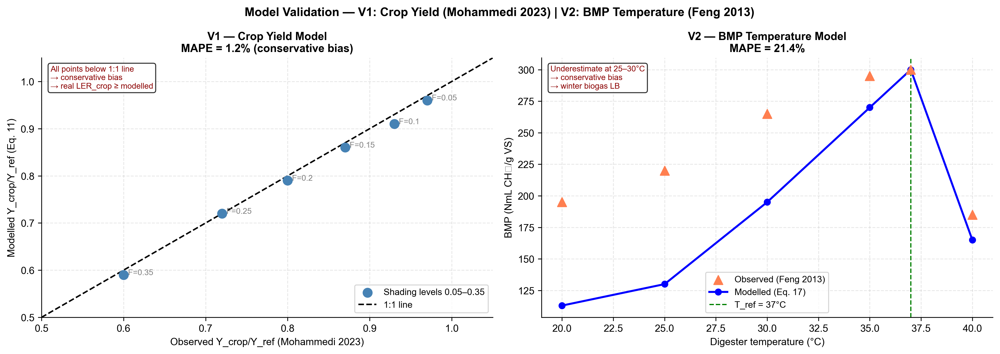 Model Validation — V1: Crop Yield (Mohammedi 2023) | V2: BMP Temperature (Feng 2013)
V1 — Crop Yield Model
MAPE = 1.2% (conservative bias)
All points below 1:1 line
→ conservative bias
→ real LER_crop ≥ modelled
Modelled Y_crop/Y_ref (Eq. 11)
1.0
0.9
0.8
0.7
0.6
0.5
F=0.05
F=0.1
F=0.15
F=0.2
F=0.25
F=0.35
Shading levels 0.05–0.35
1:1 line
0.5 0.6 0.7 0.8 0.9 1.0
Observed Y_crop/Y_ref (Mohammedi 2023)
V2 — BMP Temperature Model
MAPE = 21.4%
Underestimate at 25–30°C
→ conservative bias
→ winter biogas LB
BMP (NmL CH□/g VS)
300
275
250
225
200
175
150
125
Observed (Feng 2013)
Modelled (Eq. 17)
T_ref = 37°C
20.0 22.5 25.0 27.5 30.0 32.5 35.0 37.5 40.0
Digester temperature (°C)